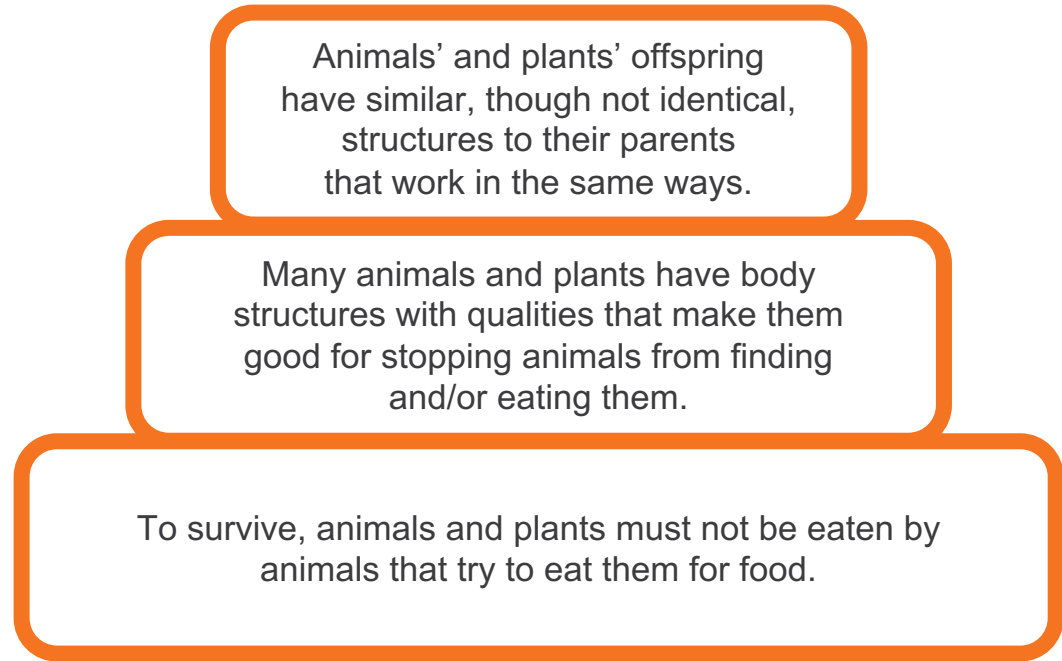 Animals’ and plants’ offspring
have similar, though not identical,
structures to their parents
that work in the same ways.
Many animals and plants have body
structures with qualities that make them
good for stopping animals from finding
and/or eating them.
To survive, animals and plants must not be eaten by
animals that try to eat them for food.